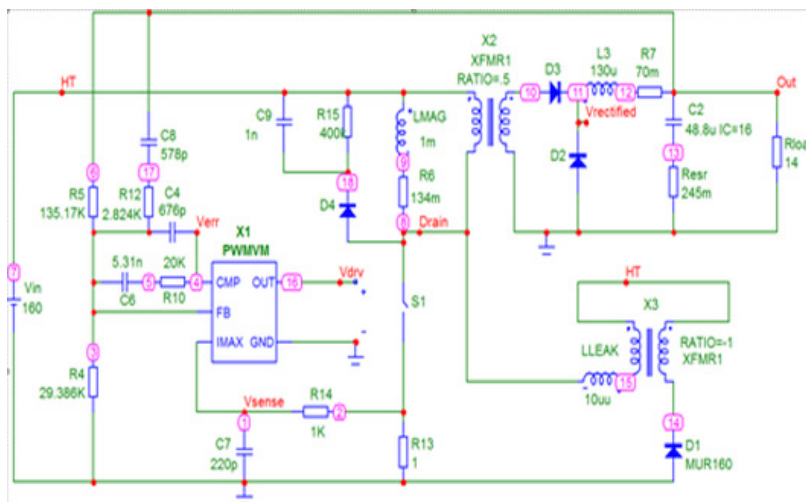 X2
XFMR1
RATIO=.5
D3
L3
130u
R7
70m
HT
10
11
12
Out
Vrectified
C9
1n
R15
400k
LMAG
1m
C2
48.8u IC=16
C8
578p
9
13
Rloa
14
6
17
18
R6
134m
D2
Resr
245m
R5
135.17K
R12
2.824K
C4
676p
D4
8
Drain
Verr
X1
PWMVM
7
Vin
160
5.31n
20K
5
4
CMP
OUT
16
Vdrv
C6
R10
S1
HT
X3
FB
IMAX
GND
3
R4
29.386K
LLEAK
RATIO=-1
XFMR1
15
10uu
Vsense
R14
1K
2
1
14
C7
220p
R13
1
D1
MUR160